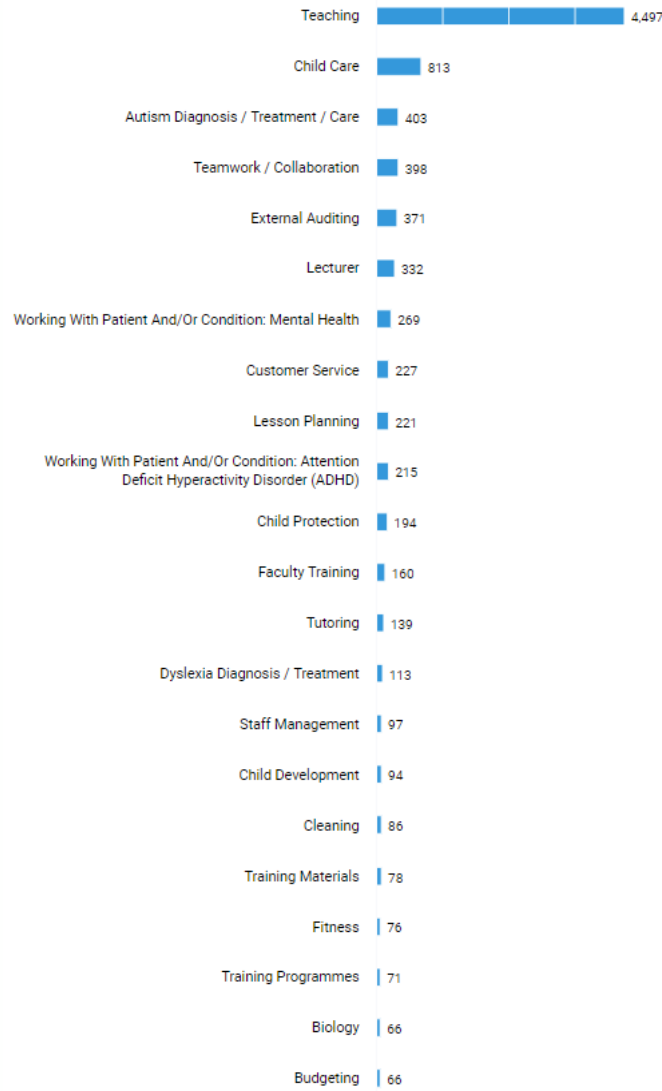 Teaching 4,497
Child Care 813
Autism Diagnosis / Treatment / Care 403
Teamwork / Collaboration 398
External Auditing 371
Lecturer 332
Working With Patient And/Or Condition: Mental Health 269
Customer Service 227
Lesson Planning 221
Working With Patient And/Or Condition: Attention
Deficit Hyperactivity Disorder (ADHD) 215
Child Protection 194
Faculty Training 160
Tutoring 139
Dyslexia Diagnosis / Treatment 113
Staff Management 97
Child Development 94
Cleaning 86
Training Materials 78
Fitness 76
Training Programmes 71
Biology 66
Budgeting 66